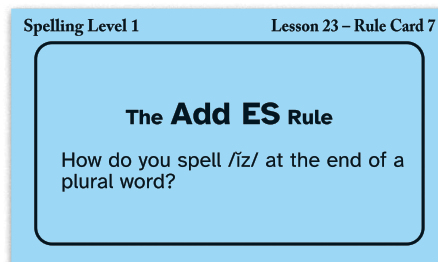 Spelling Level 1
Lesson 23 – Rule Card 7
The Add ES Rule
How do you spell /ĭz/ at the end of a
plural word?